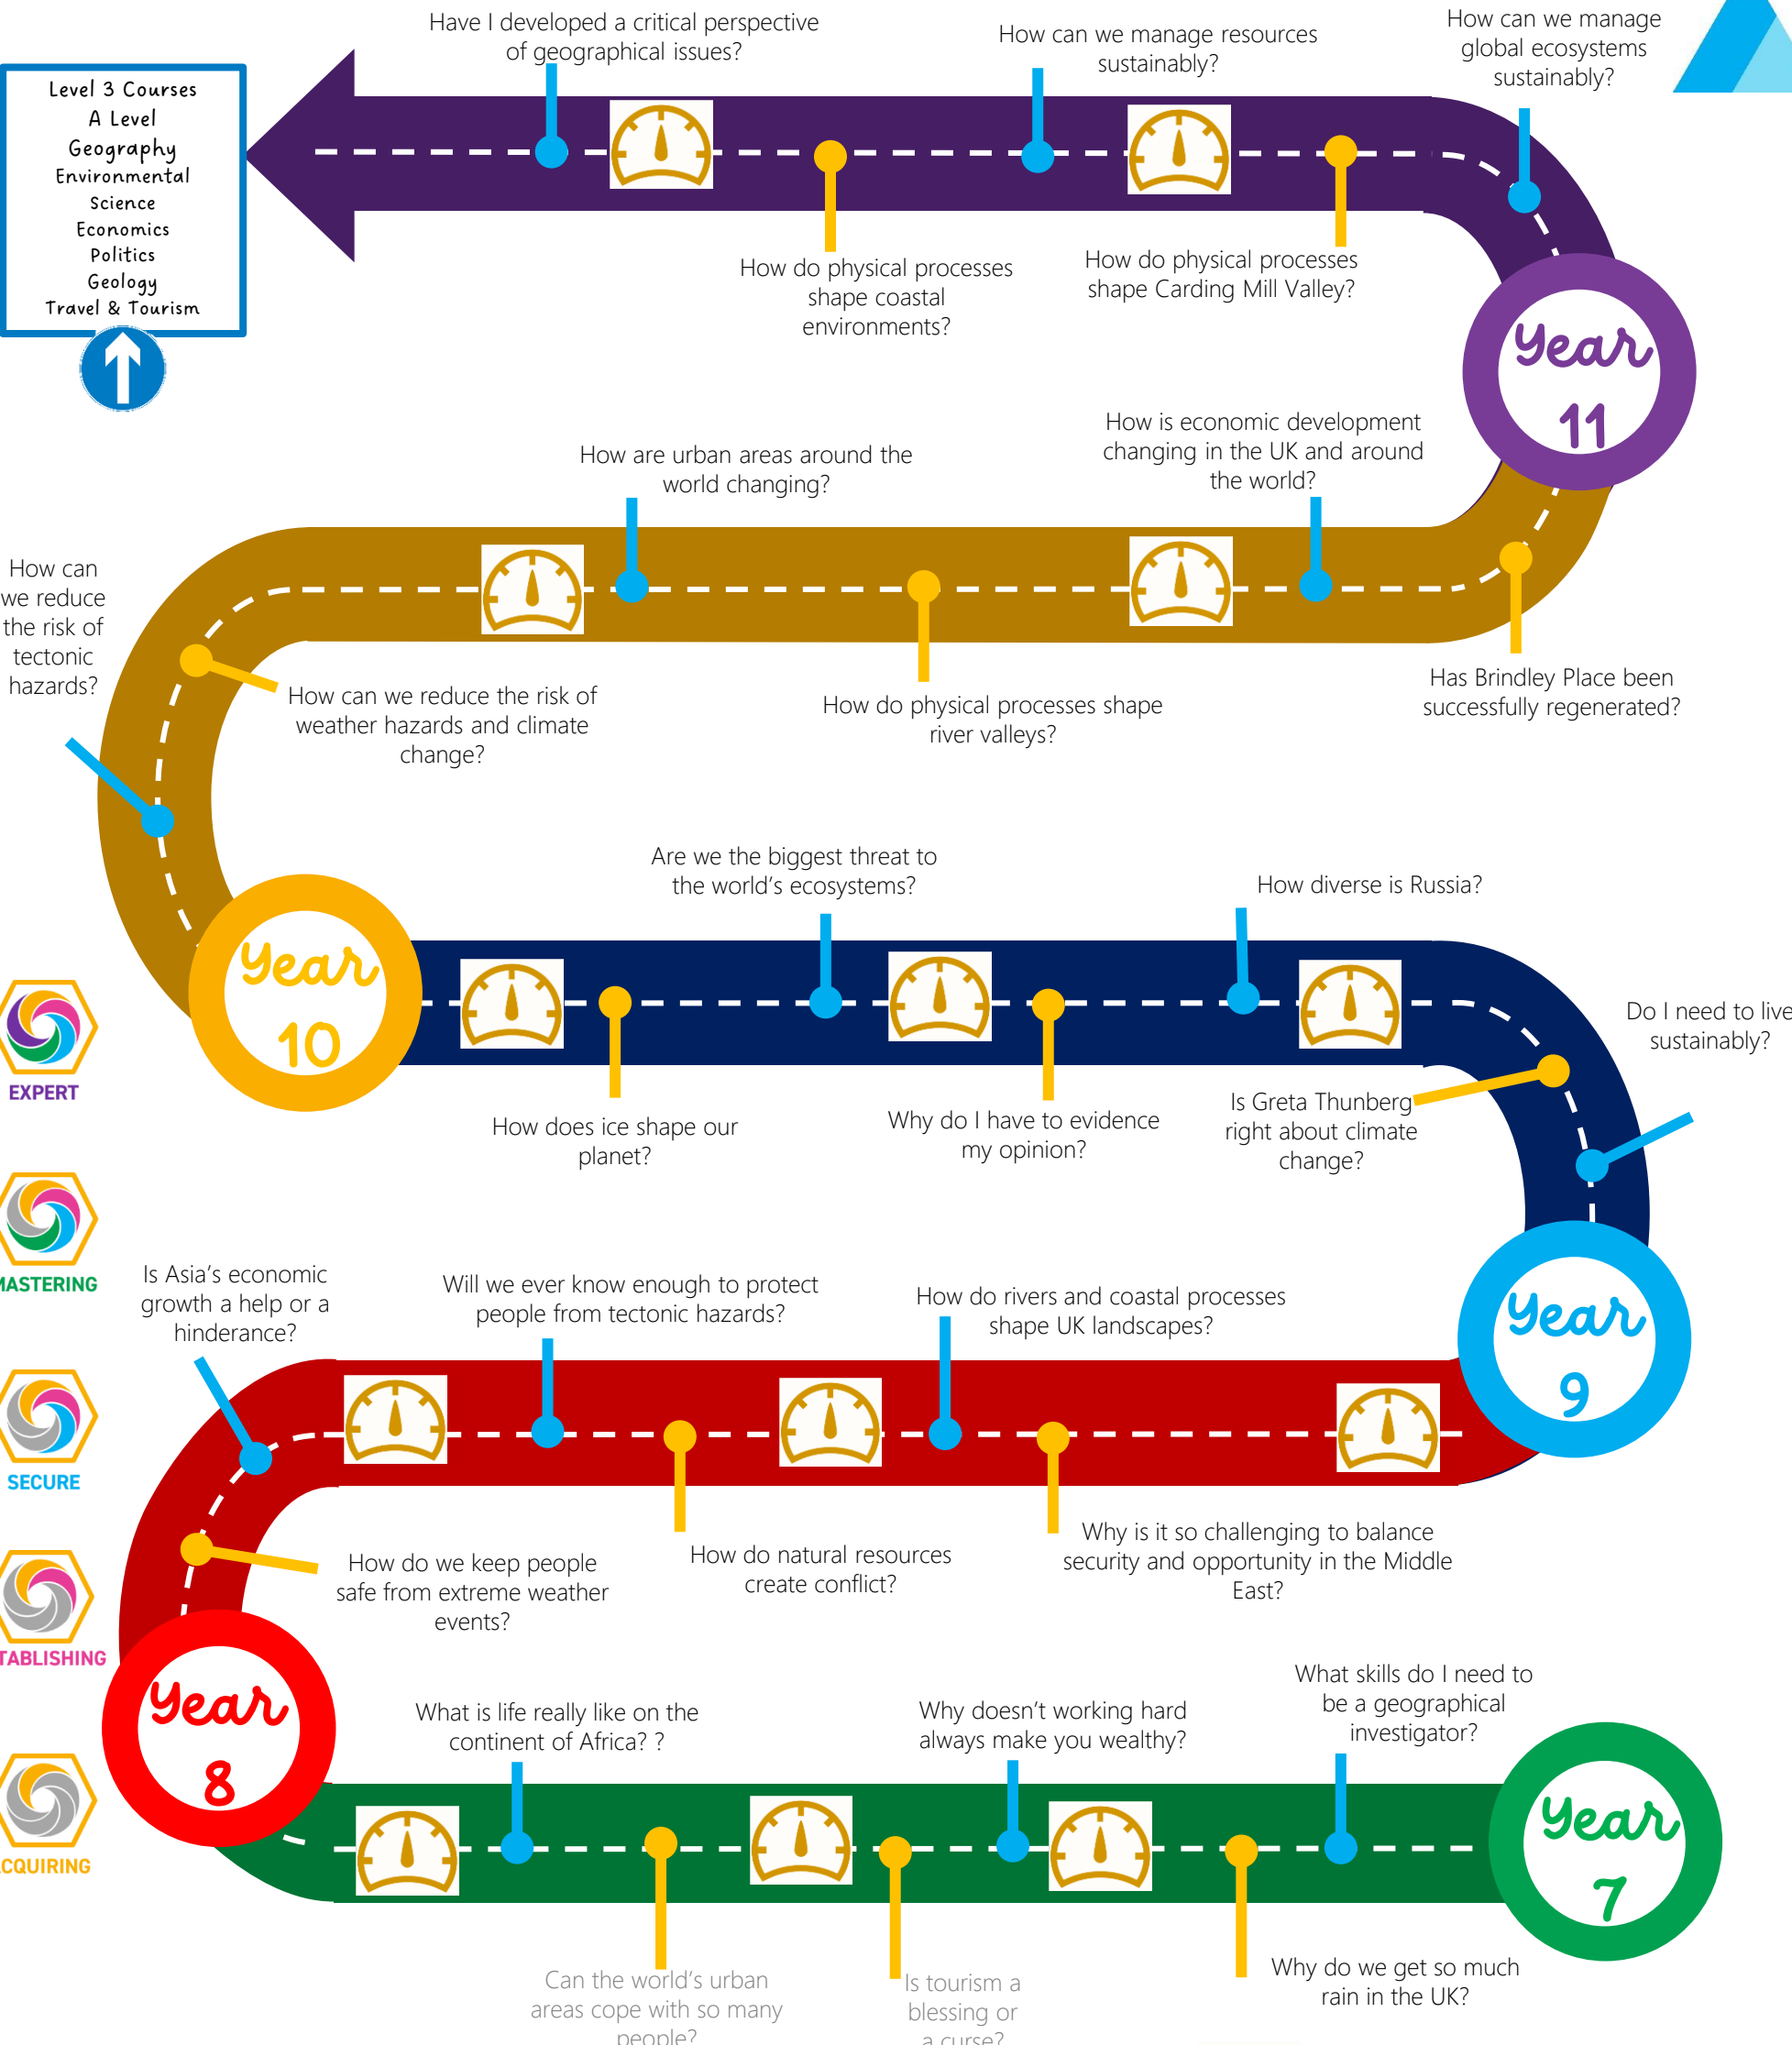 Have I developed a critical perspective
of geographical issues?
How can we manage resources
sustainably?
How can we manage
global ecosystems
sustainably?
Level 3 Courses
A Level
Geography
Environmental
Science
Economics
Politics
Geology
Travel & Tourism
How do physical processes
shape coastal
environments?
How do physical processes
shape Carding Mill Valley?
Year
11
How are urban areas around the
world changing?
How is economic development
changing in the UK and around
the world?
How can
we reduce
the risk of
tectonic
hazards?
How can we reduce the risk of
weather hazards and climate
change?
How do physical processes shape
river valleys?
Has Brindley Place been
successfully regenerated?
Are we the biggest threat to
the world's ecosystems?
How diverse is Russia?
Year
10
Do I need to live
sustainably?
EXPERT
How does ice shape our
planet?
Why do I have to evidence
my opinion?
Is Greta Thunberg
right about climate
change?
MASTERING
Is Asia's economic
growth a help or a
hinderance?
Will we ever know enough to protect
people from tectonic hazards?
How do rivers and coastal processes
shape UK landscapes?
Year
9
SECURE
How do we keep people
safe from extreme weather
events?
How do natural resources
create conflict?
Why is it so challenging to balance
security and opportunity in the Middle
East?
TABLISHING
Year
8
What is life really like on the
continent of Africa? ?
Why doesn't working hard
always make you wealthy?
What skills do I need to
be a geographical
investigator?
Year
7
CQUIRING
Can the world's urban
areas cope with so many
people?
Is tourism a
blessing or
a curse?
Why do we get so much
rain in the UK?